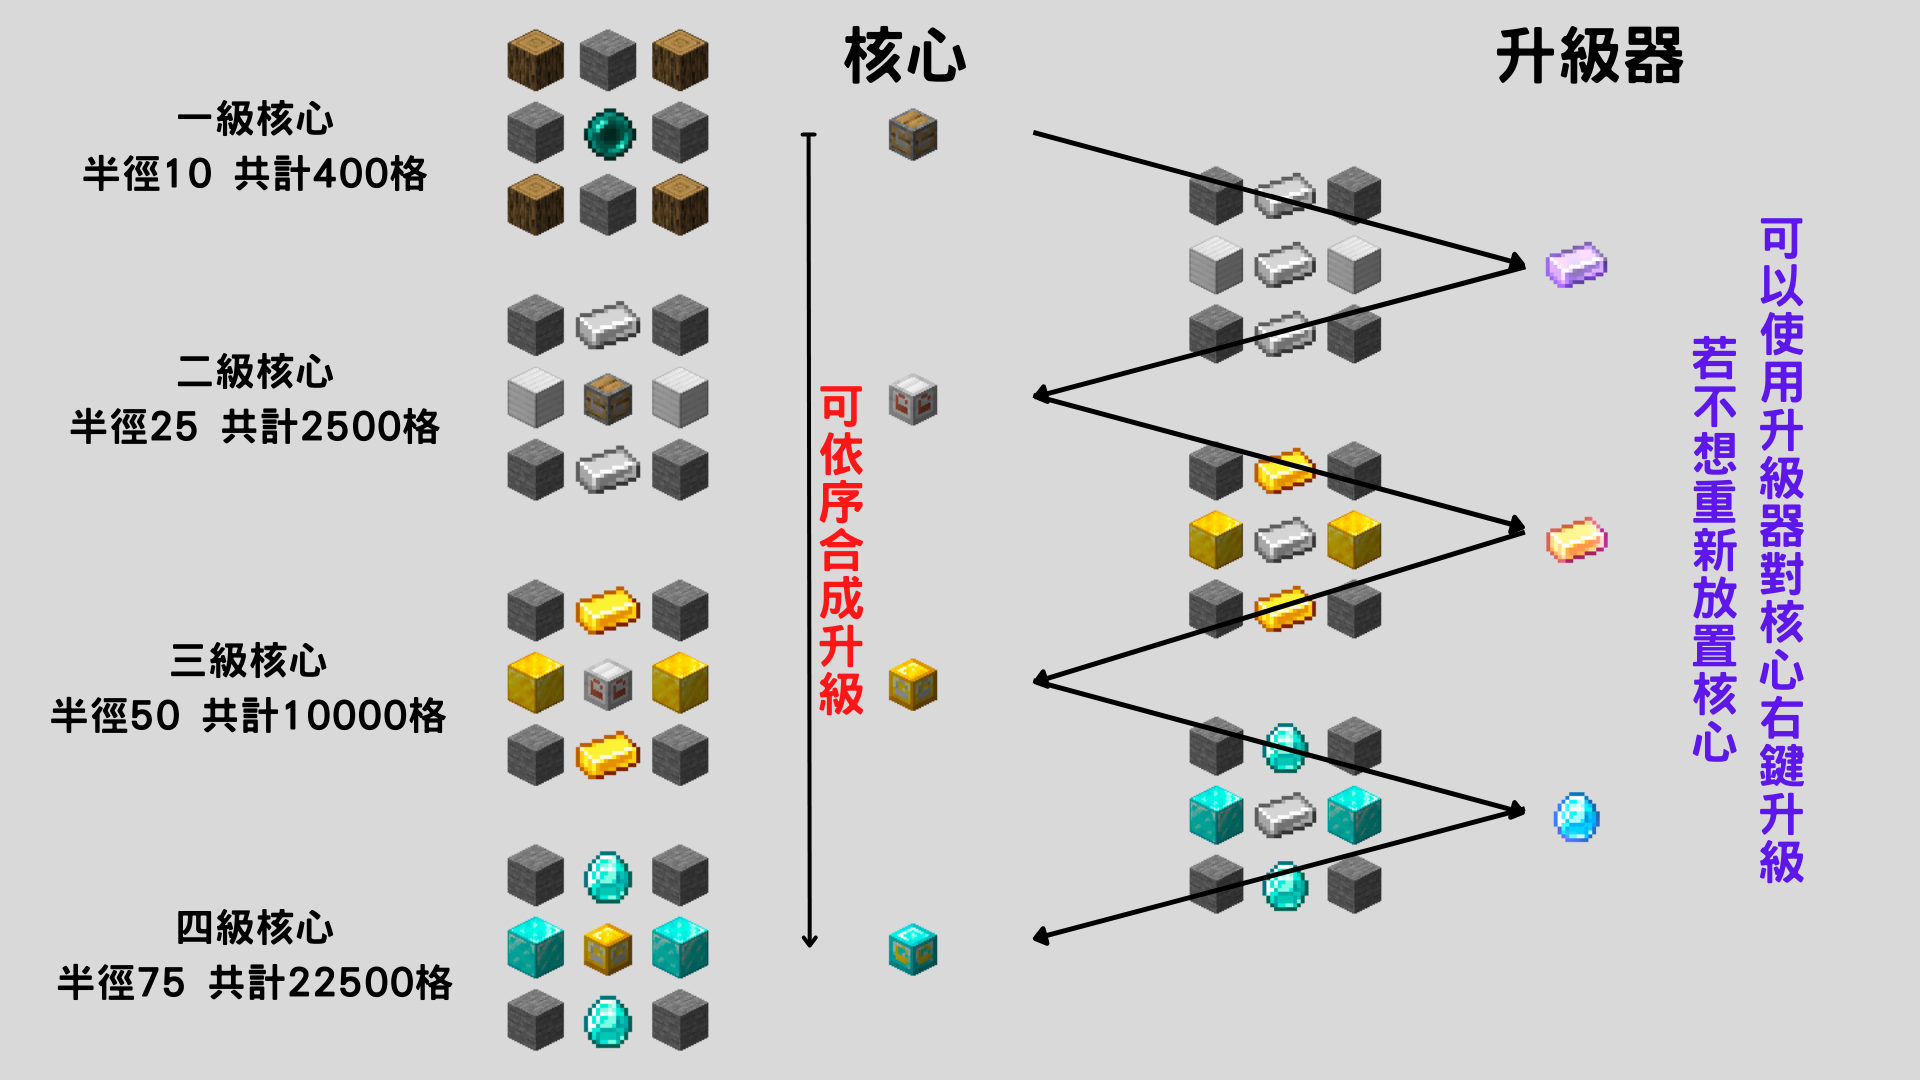 核心
升級器
一級核心
半徑10 共計400格
二級核心
半徑25 共計2500格
三級核心
半徑50 共計10000格
四級核心
半徑75 共計22500格
可依序合成升級
可以使用升級器對核心右鍵升級
若不想重新放置核心